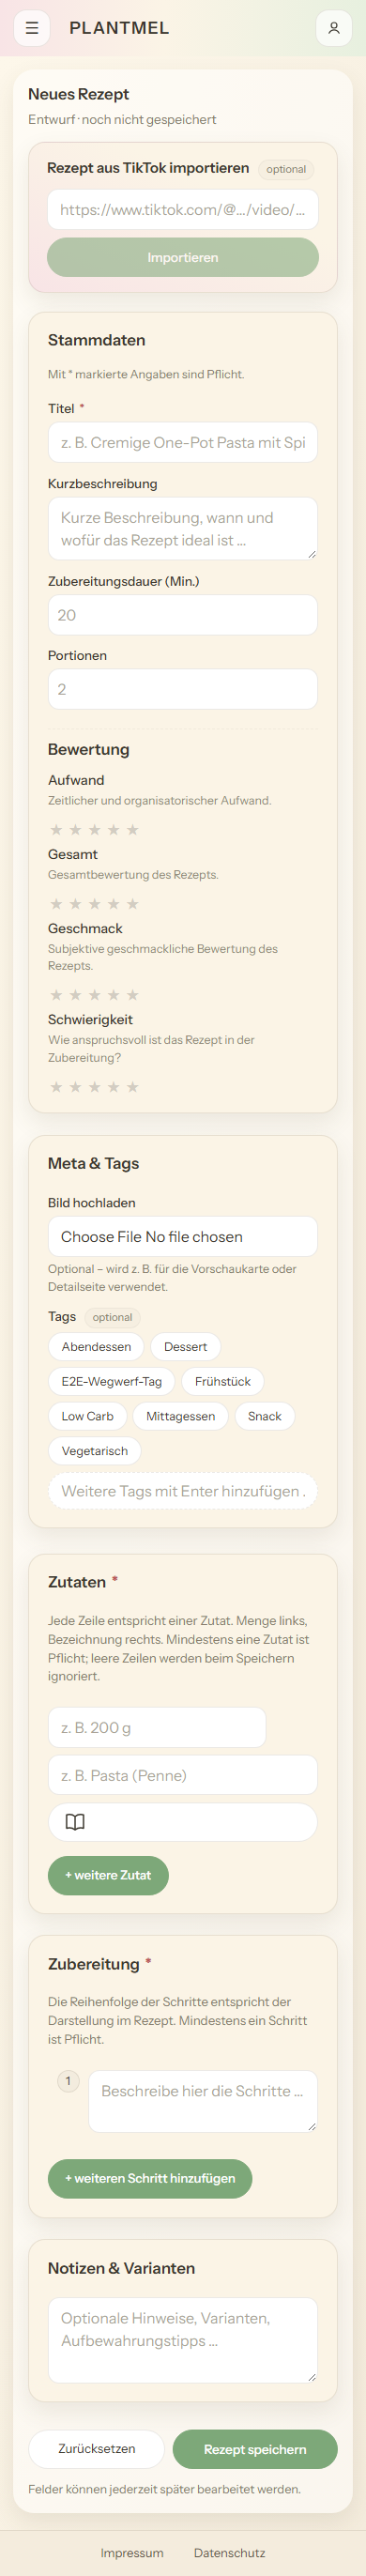 ☰ PLANTMEL
Neues Rezept
Entwurf · noch nicht gespeichert
Rezept aus TikTok importieren optional
https://www.tiktok.com/@.../video/...
Importieren
Stammdaten
Mit * markierte Angaben sind Pflicht.
Titel *
z. B. Cremige One-Pot Pasta mit Spi
Kurzbeschreibung
Kurze Beschreibung, wann und
wofür das Rezept ideal ist ...
Zubereitungsdauer (Min.)
20
Portionen
2
Bewertung
Aufwand
Zeitlicher und organisatorischer Aufwand.
★ ★ ★ ★ ★
Gesamt
Gesamtbewertung des Rezepts.
★ ★ ★ ★ ★
Geschmack
Subjektive geschmackliche Bewertung des
Rezepts.
★ ★ ★ ★ ★
Schwierigkeit
Wie anspruchsvoll ist das Rezept in der
Zubereitung?
★ ★ ★ ★ ★
Meta & Tags
Bild hochladen
Choose File No file chosen
Optional – wird z. B. für die Vorschaukarte oder
Detailseite verwendet.
Tags optional
Abendessen Dessert
E2E-Wegwerf-Tag Frühstück
Low Carb Mittagessen Snack
Vegetarisch
Weitere Tags mit Enter hinzufügen .
Zutaten *
Jede Zeile entspricht einer Zutat. Menge links,
Bezeichnung rechts. Mindestens eine Zutat ist
Pflicht; leere Zeilen werden beim Speichern
ignoriert.
z. B. 200 g
z. B. Pasta (Penne)
+ weitere Zutat
Zubereitung *
Die Reihenfolge der Schritte entspricht der
Darstellung im Rezept. Mindestens ein Schritt
ist Pflicht.
1 Beschreibe hier die Schritte ...
+ weiteren Schritt hinzufügen
Notizen & Varianten
Optionale Hinweise, Varianten,
Aufbewahrungstipps ...
Zurücksetzen Rezept speichern
Felder können jederzeit später bearbeitet werden.
Impressum Datenschutz